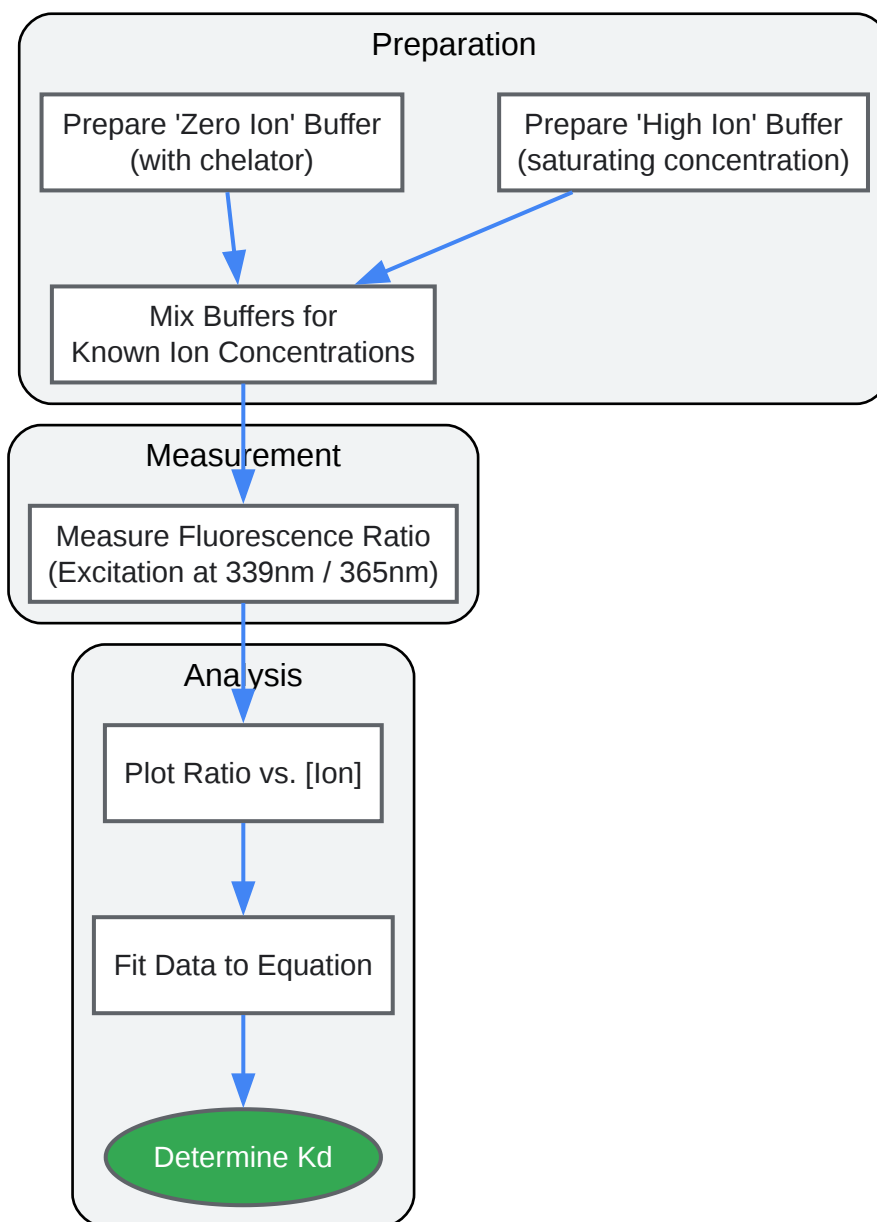 Preparation
Prepare 'Zero Ion' Buffer
(with chelator)
Prepare 'High Ion' Buffer
(saturating concentration)
Mix Buffers for
Known Ion Concentrations
Measurement
Measure Fluorescence Ratio
(Excitation at 339nm / 365nm)
Analysis
Plot Ratio vs. [Ion]
Fit Data to Equation
Determine Kd